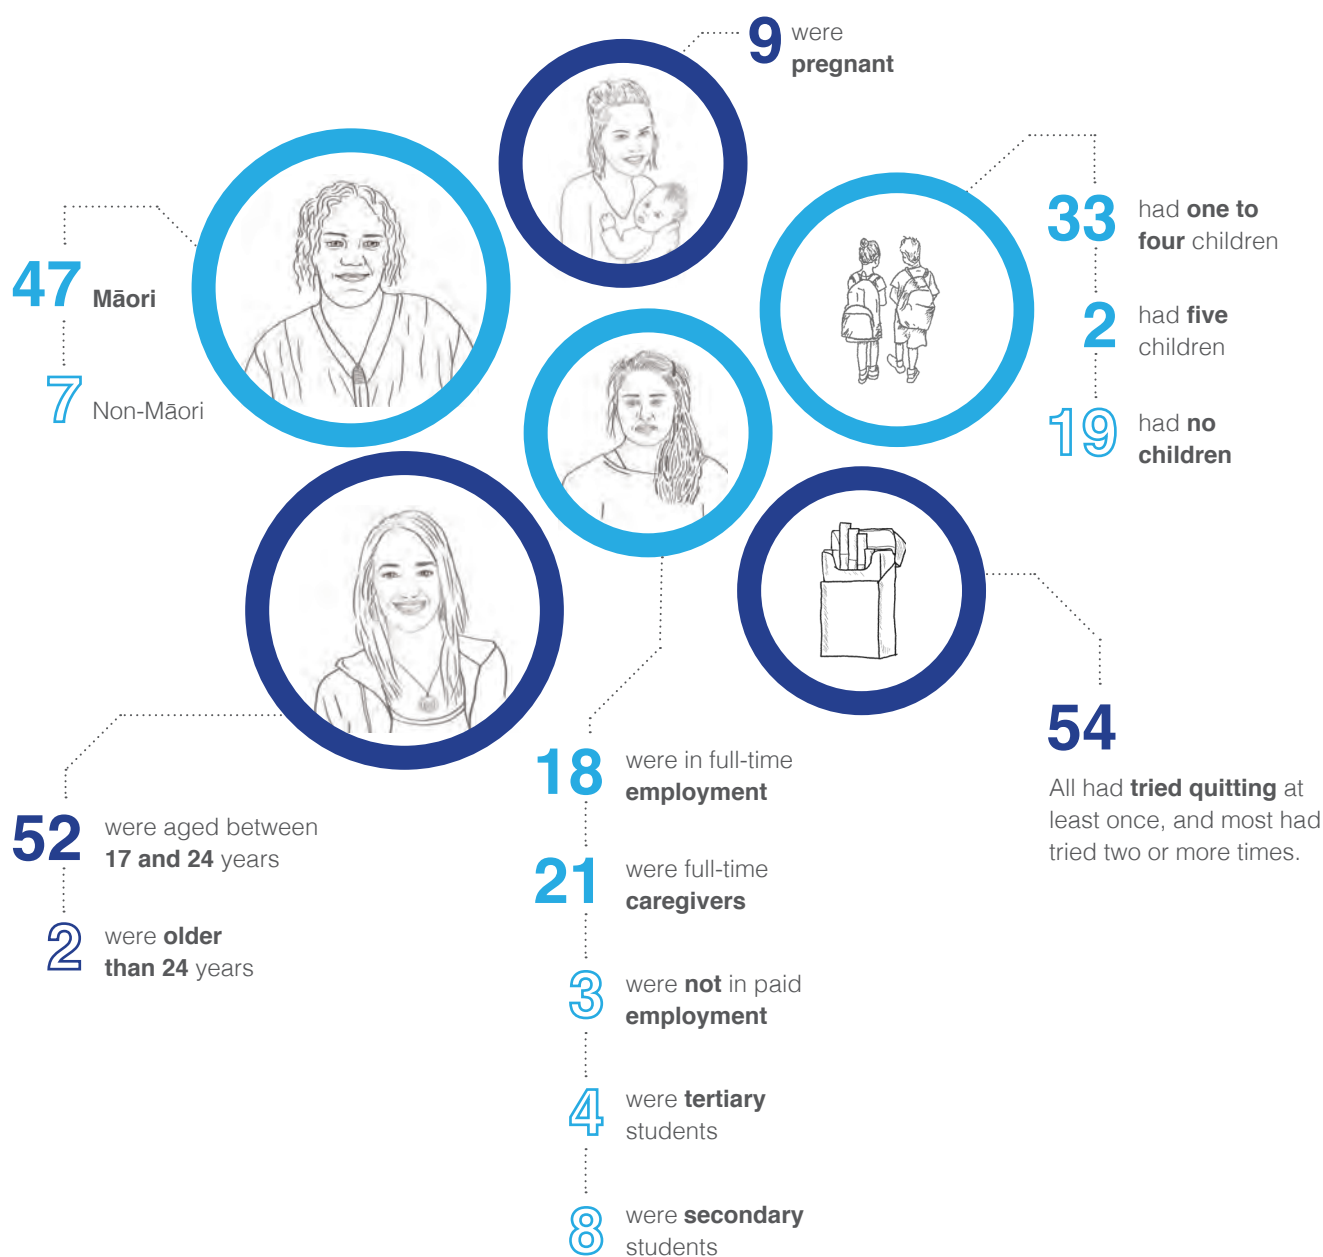 9 were
pregnant
47 Māori
7 Non-Māori
33 had one to
four children
2 had five
children
19 had no
children
52 were aged between
17 and 24 years
2 were older
than 24 years
18 were in full-time
employment
21 were full-time
caregivers
3 were not in paid
employment
4 were tertiary
students
8 were secondary
students
54
All had tried quitting at
least once, and most had
tried two or more times.